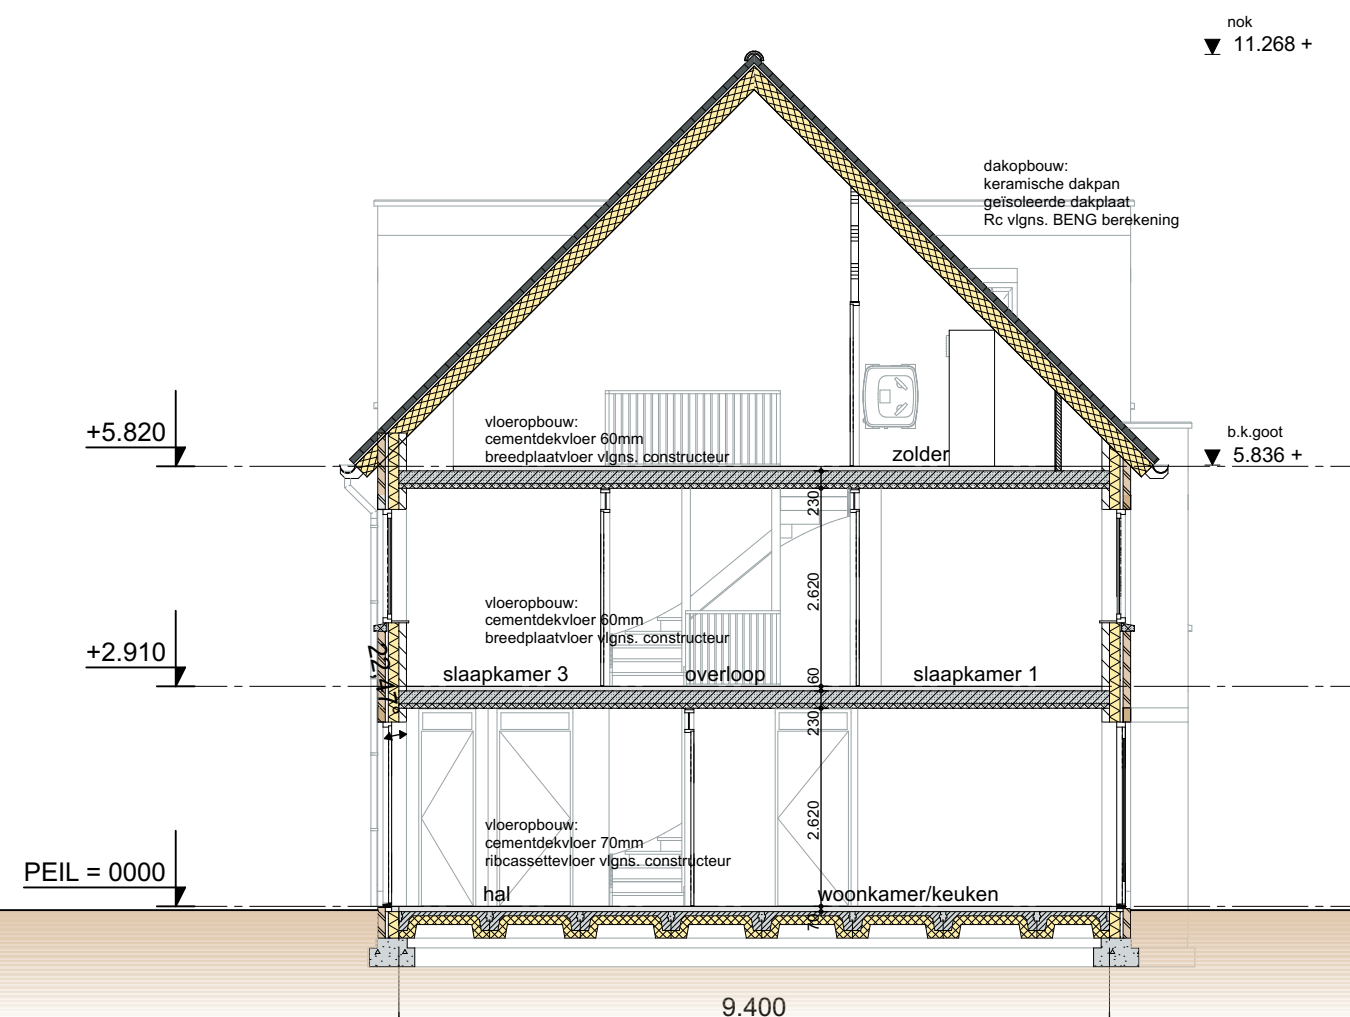 nok
11.268 +
dakopbouw:
keramische dakpan
geïsoleerde dakplaat
Rc vlgns. BENG berekening
+5.820
vloeropbouw:
cementdekvloer 60mm
breedplaatvloer vlgns. constructeur
zolder
b.k.goot
5.836 +
230
2.620
vloeropbouw:
cementdekvloer 60mm
breedplaatvloer vlgns. constructeur
+2.910
slaapkamer 3
overloop
60
slaapkamer 1
230
2.620
vloeropbouw:
cementdekvloer 70mm
ribcassettevloer vlgns. constructeur
PEIL = 0000
hal
woonkamer/keuken
70
9.400